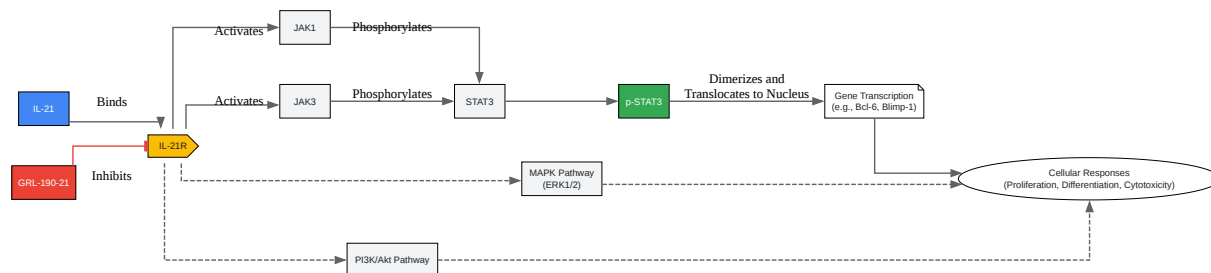 JAK1
Activates
Phosphorylates
JAK3
Activates
Phosphorylates
STAT3
p-STAT3
Dimerizes and
Translocates to Nucleus
Gene Transcription
(e.g., Bcl-6, Blimp-1)
IL-21
Binds
IL-21R
GRL-190-21
Inhibits
MAPK Pathway
(ERK1/2)
Cellular Responses
(Proliferation, Differentiation, Cytotoxicity)
PI3K/Akt Pathway